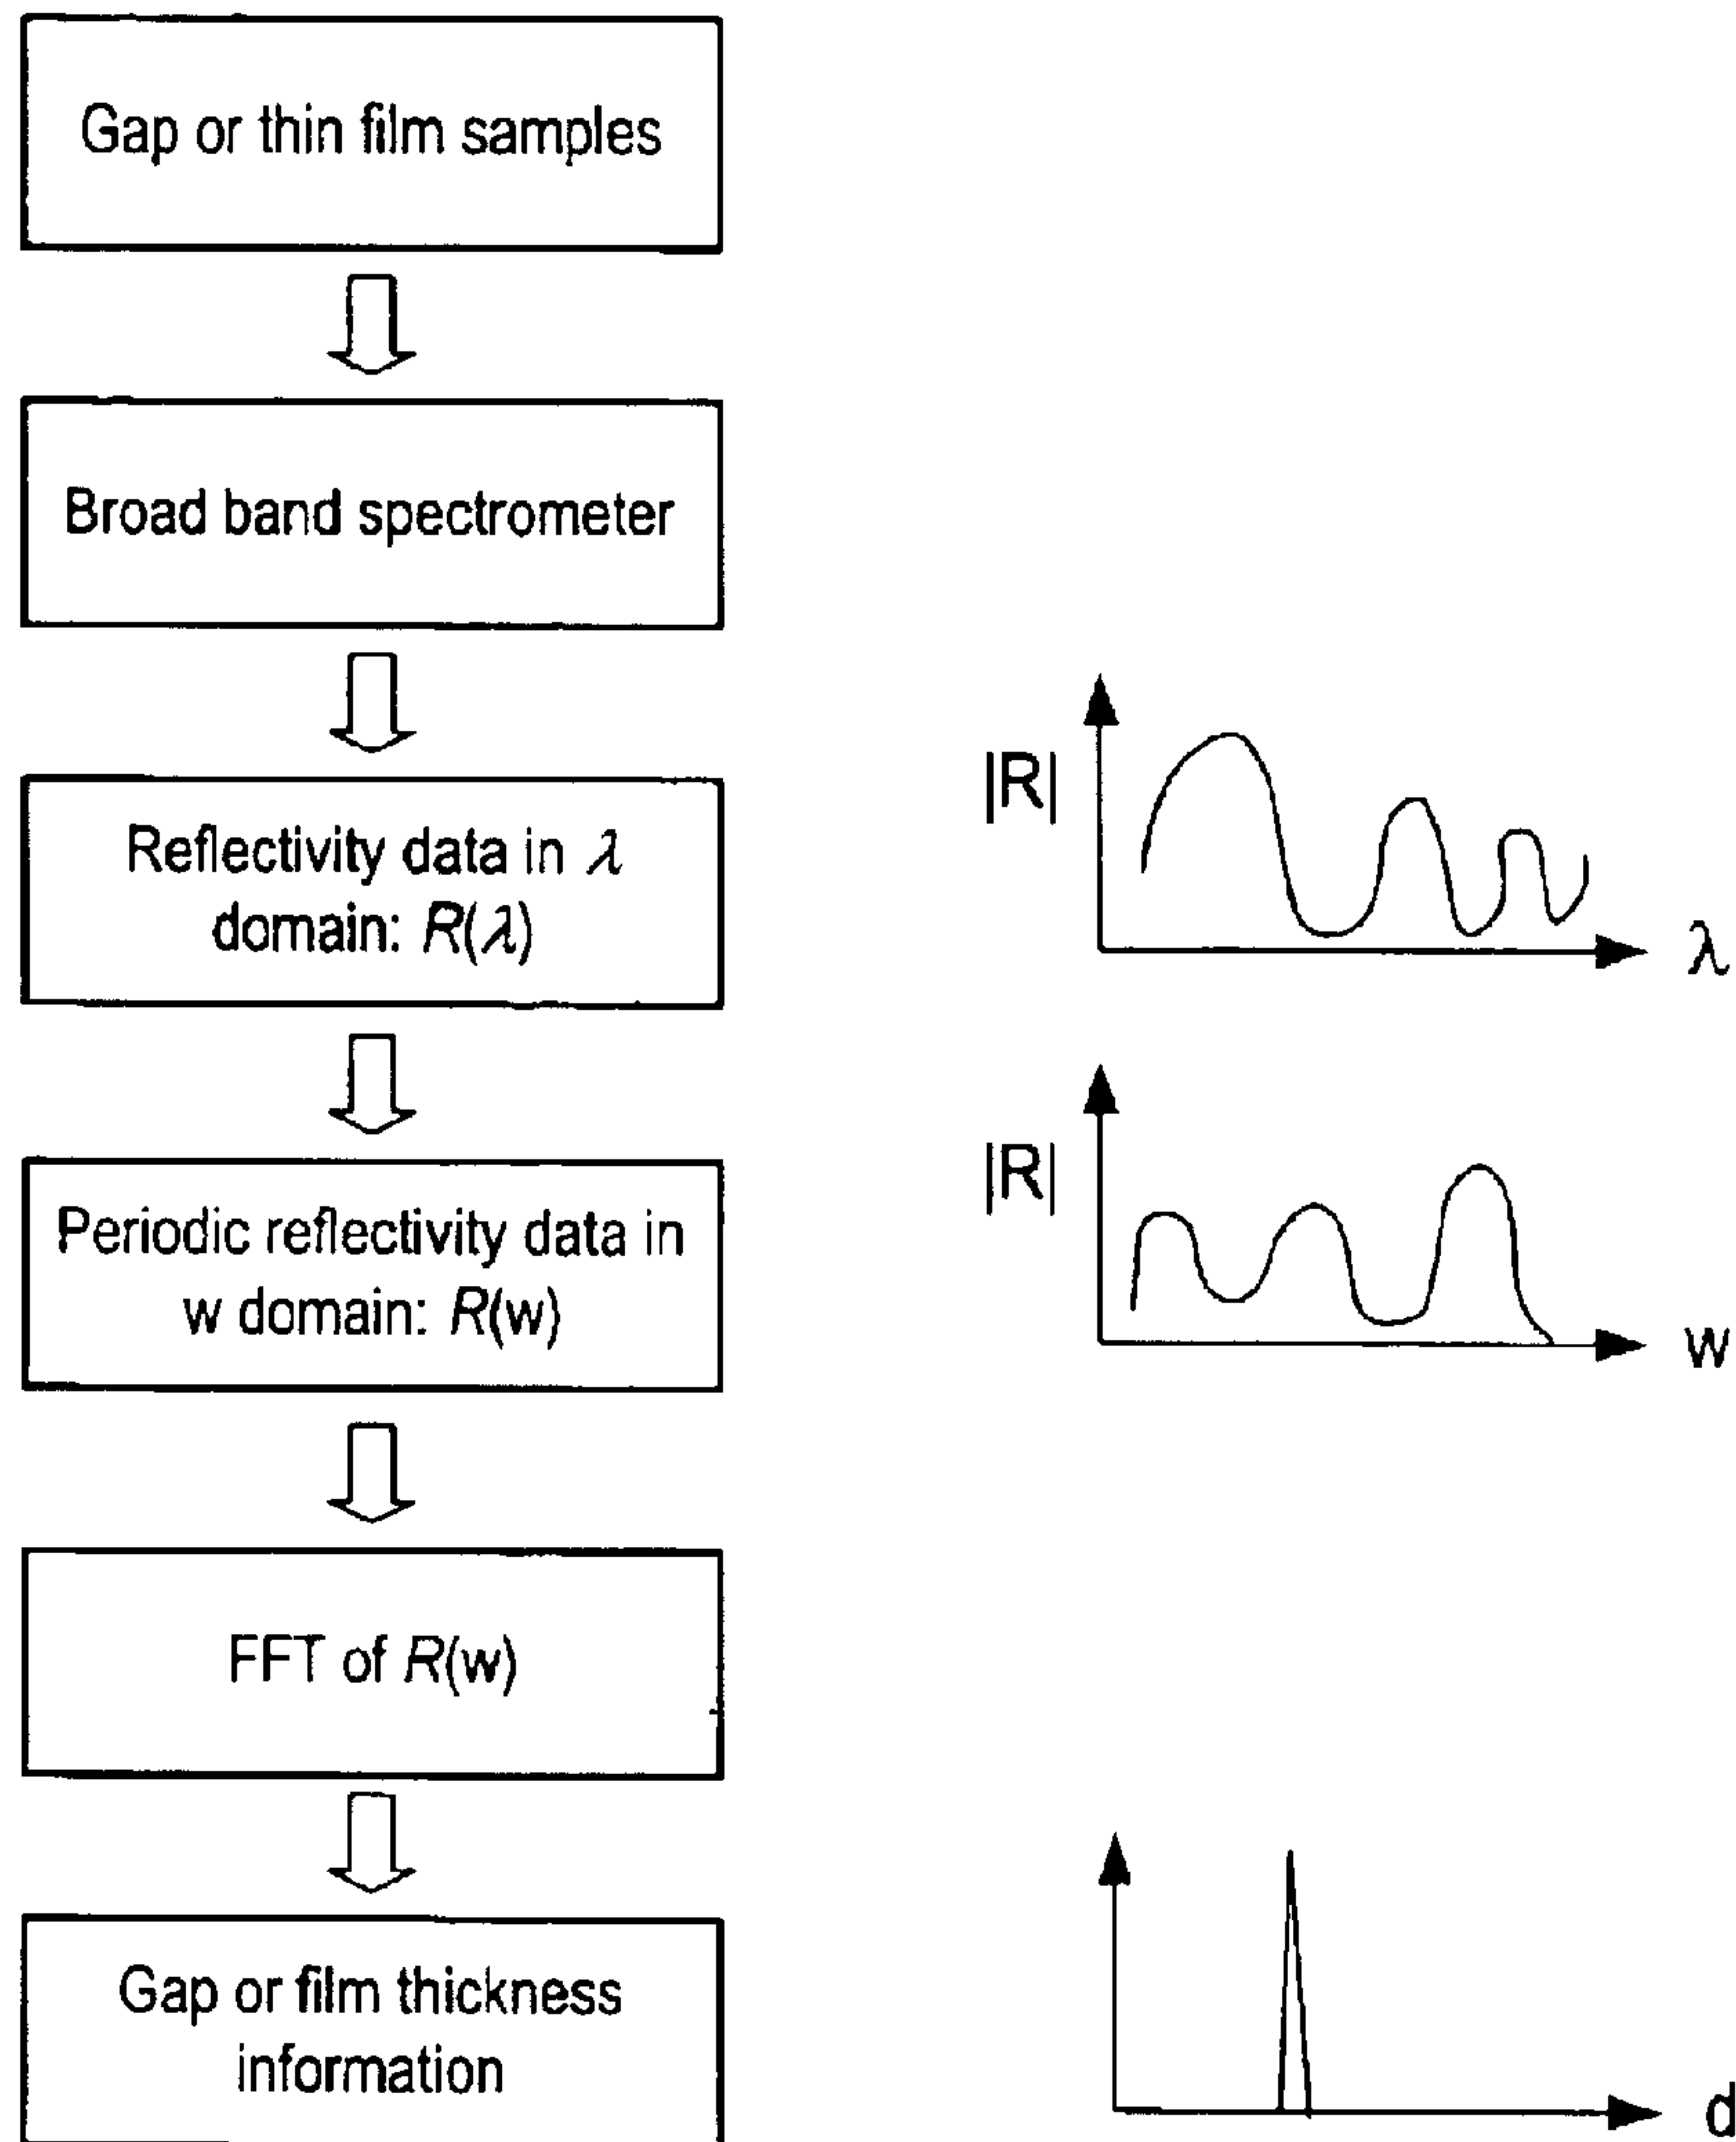 Gap or thin film samples
Broad band spectrometer
Reflectivity data in λ
domain: R(λ)
|R|
λ
Periodic reflectivity data in
w domain: R(w)
|R|
w
FFT of R(w)
Gap or film thickness
information
d